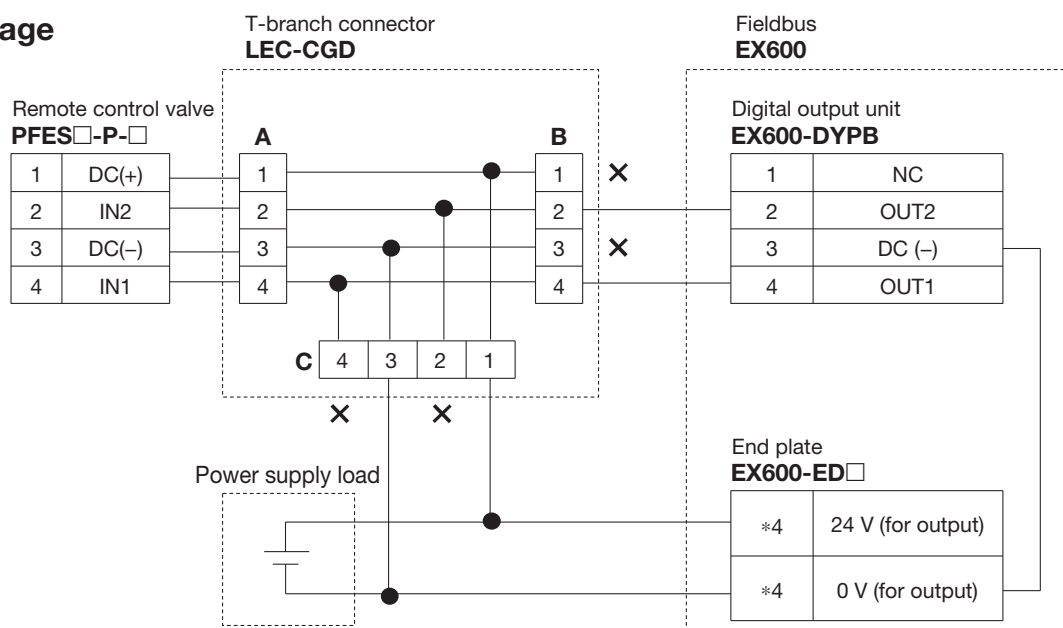 age
T-branch connector
LEC-CGD
Fieldbus
EX600
Remote control valve
PFES□-P-□
1 DC(+)
2 IN2
3 DC(–)
4 IN1
A
1
2
3
4
B
1
2
3
4
C 4 3 2 1
Digital output unit
EX600-DYPB
1 NC
2 OUT2
3 DC (–)
4 OUT1
Power supply load
End plate
EX600-ED□
*4 24 V (for output)
*4 0 V (for output)